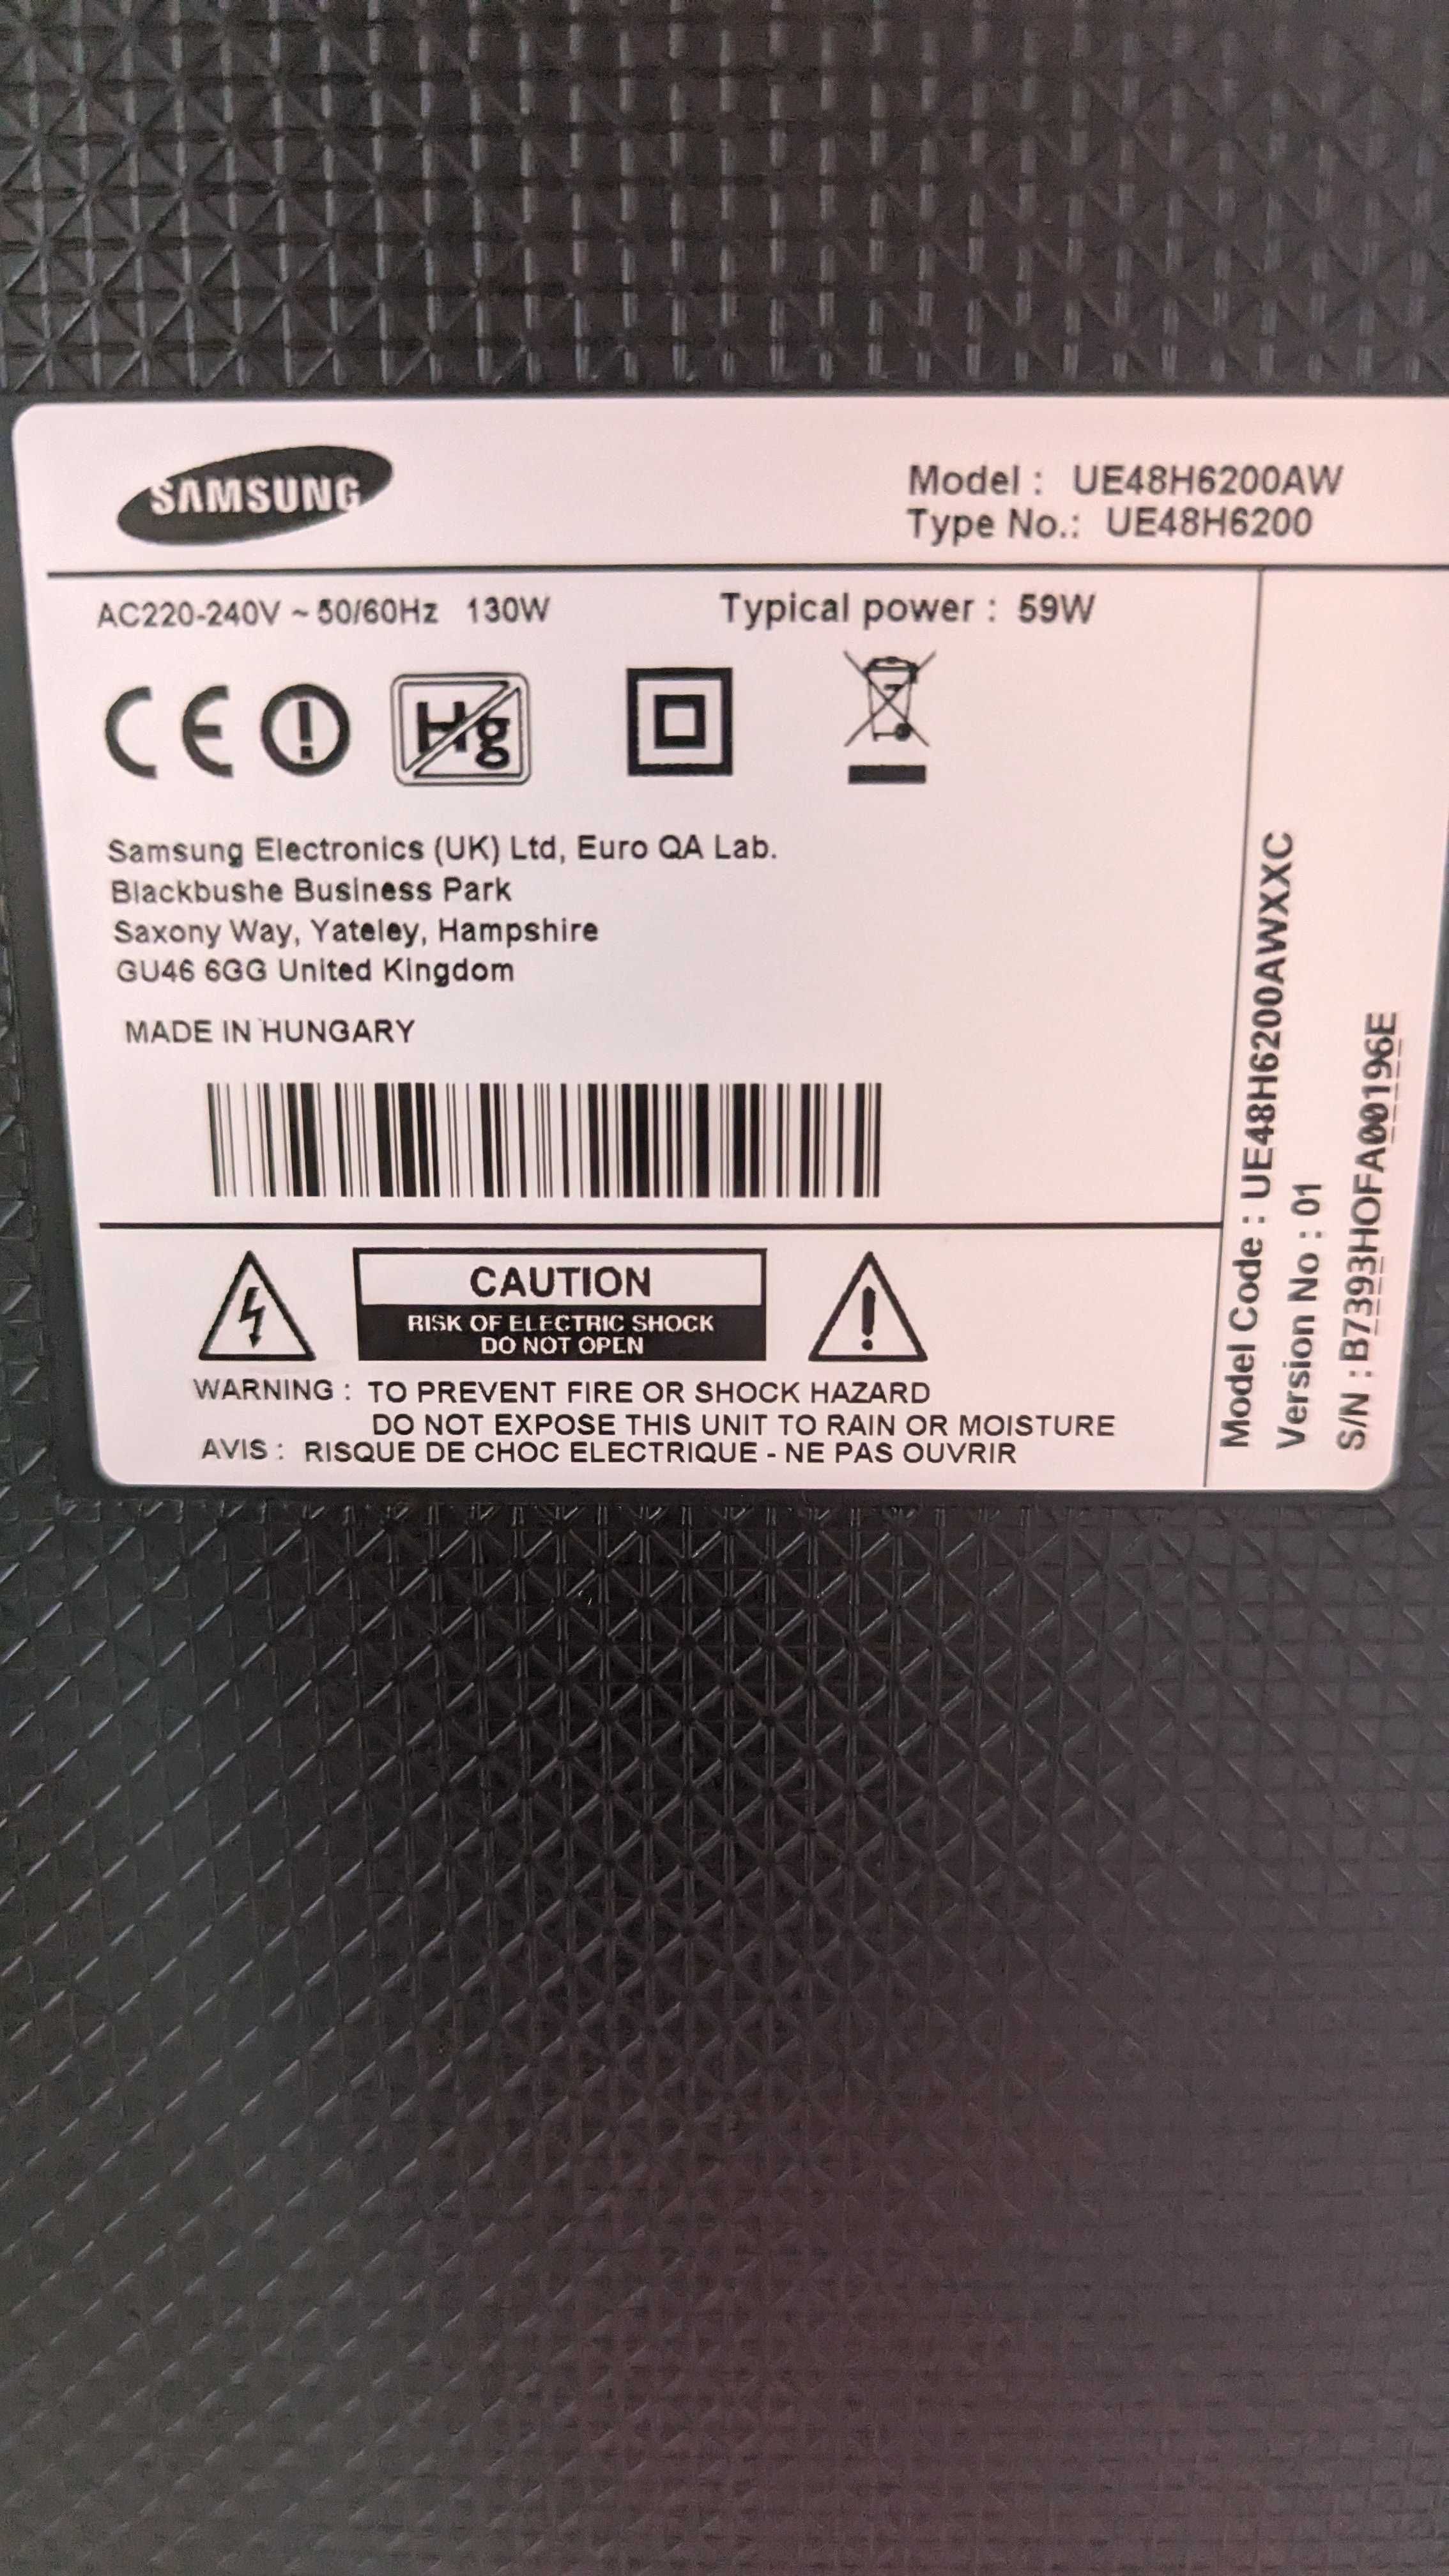 SAMSUNG
Model : UE48H6200AW
Type No.: UE48H6200
AC220-240V ~ 50/60Hz 130W
Typical power : 59W
CE
Hg
Samsung Electronics (UK) Ltd, Euro QA Lab.
Blackbushe Business Park
Saxony Way, Yateley, Hampshire
GU46 6GG United Kingdom
MADE IN HUNGARY
CAUTION
RISK OF ELECTRIC SHOCK
DO NOT OPEN
WARNING : TO PREVENT FIRE OR SHOCK HAZARD
DO NOT EXPOSE THIS UNIT TO RAIN OR MOISTURE
AVIS : RISQUE DE CHOC ELECTRIQUE - NE PAS OUVRIR
Model Code : UE48H6200AWXXC
Version No : 01
S/N : B7393HOFA00196E